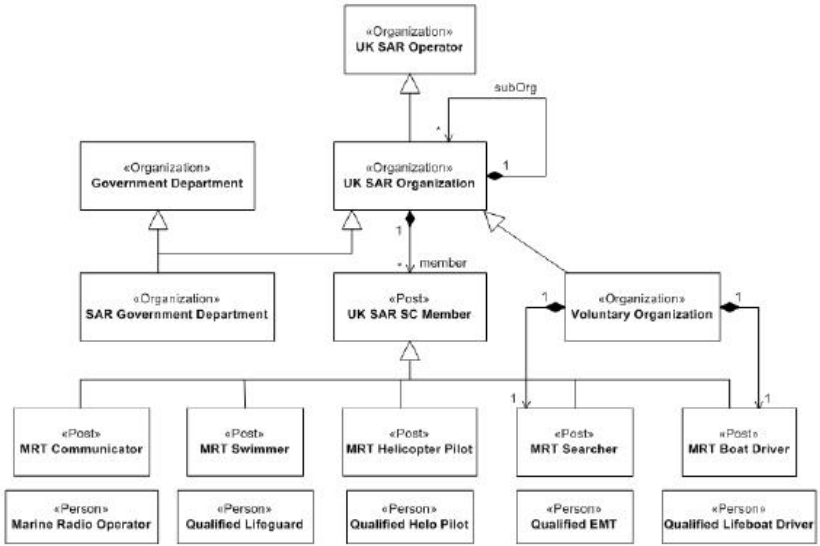 «Organization»
UK SAR Operator
subOrg
*
1
«Organization»
Government Department
«Organization»
UK SAR Organization
1
* member
«Organization»
SAR Government Department
«Post»
UK SAR SC Member
1
«Organization»
Voluntary Organization
1
1
1
«Post»
MRT Communicator
«Post»
MRT Swimmer
«Post»
MRT Helicopter Pilot
«Post»
MRT Searcher
«Post»
MRT Boat Driver
«Person»
Marine Radio Operator
«Person»
Qualified Lifeguard
«Person»
Qualified Helo Pilot
«Person»
Qualified EMT
«Person»
Qualified Lifeboat Driver